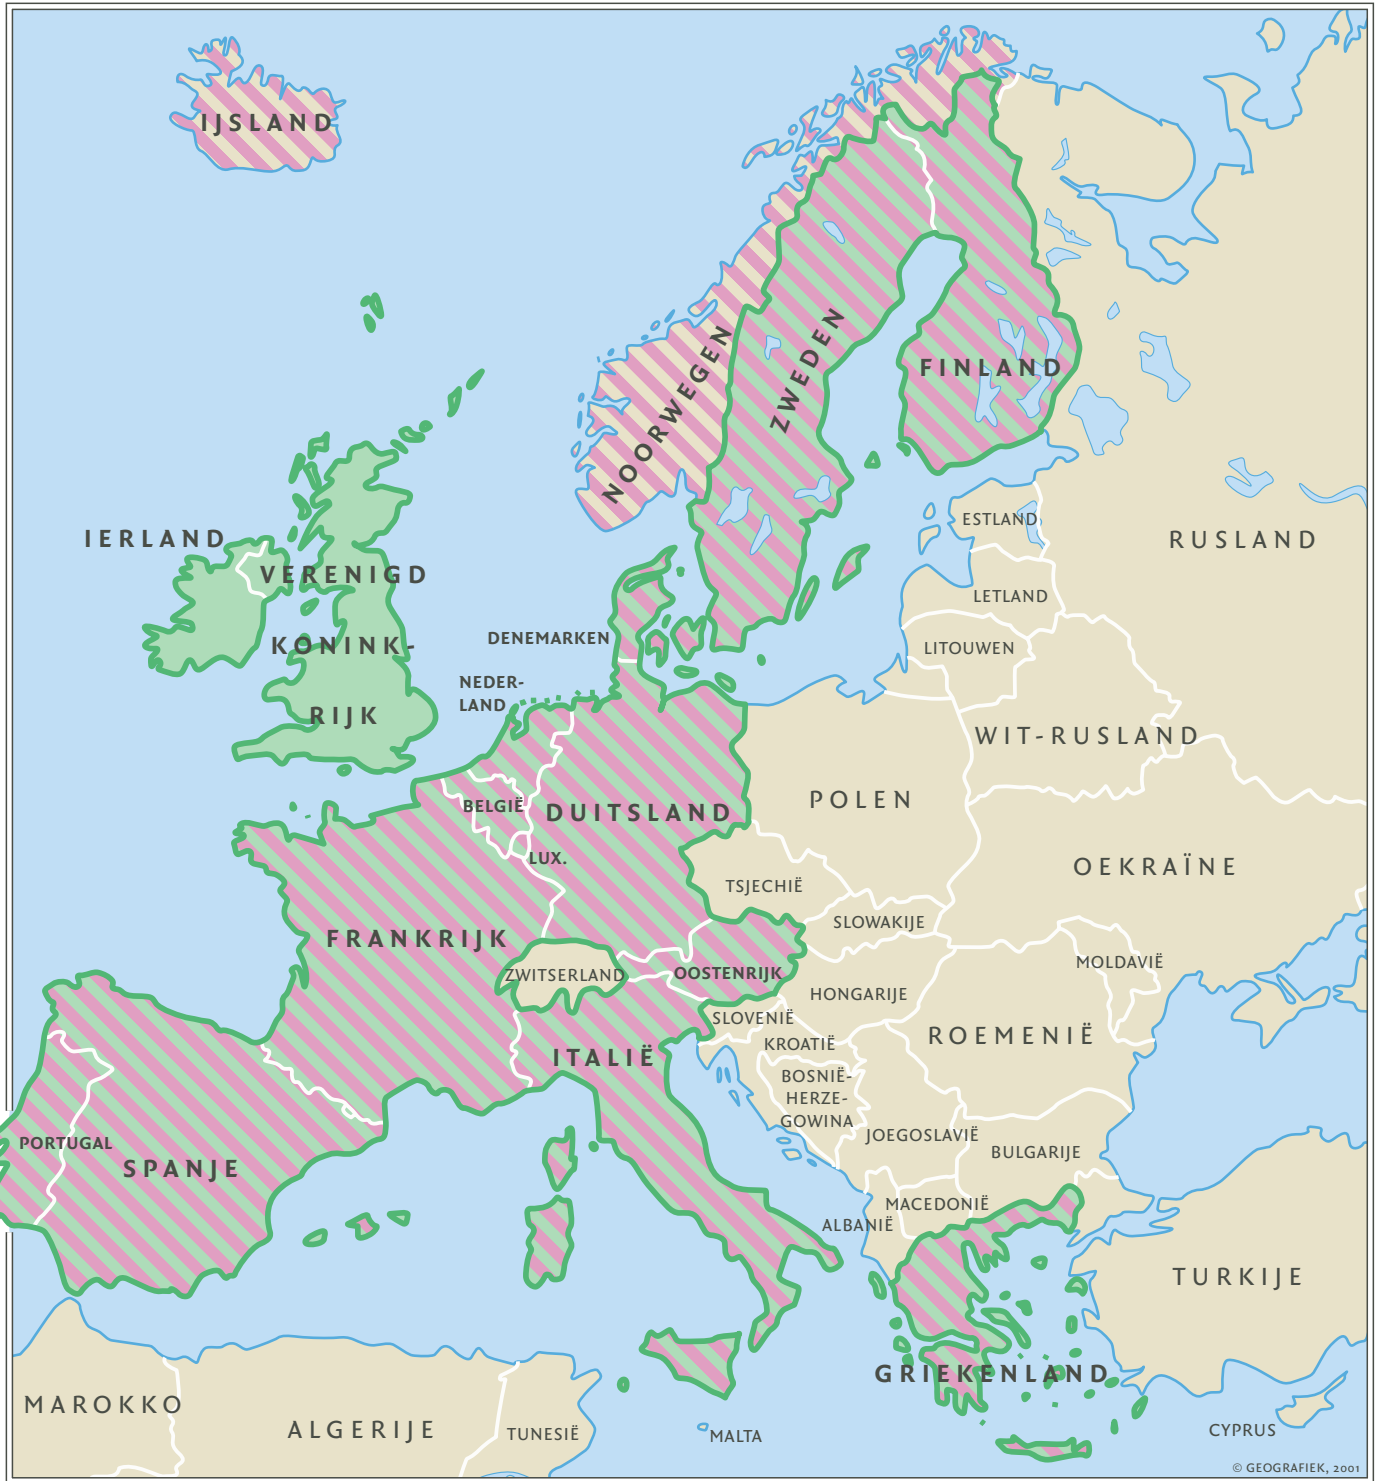 IJSLAND
NOORWEGEN
ZWEDEN
FINLAND
IERLAND
VERENIGD
KONINK-
RIJK
ESTLAND
RUSLAND
LETLAND
DENEMARKEN
LITOUWEN
NEDER-
LAND
WIT-RUSLAND
POLEN
BELGIË
DUITSLAND
LUX.
OEKRAÏNE
TSJECHIË
SLOWAKIJE
FRANKRIJK
MOLDAVIË
ZWITSERLAND
OOSTENRIJK
HONGARIJE
SLOVENIË
ROEMENIË
KROATIË
ITALIË
BOSNIË-
HERZE-
GOWINA
JOEGOSLAVIË
PORTUGAL
SPANJE
BULGARIJE
MACEDONIË
ALBANIË
TURKIJE
GRIEKENLAND
MAROKKO
ALGERIJE
TUNESIË
MALTA
CYPRUS
© GEOGRAFIEK, 2001